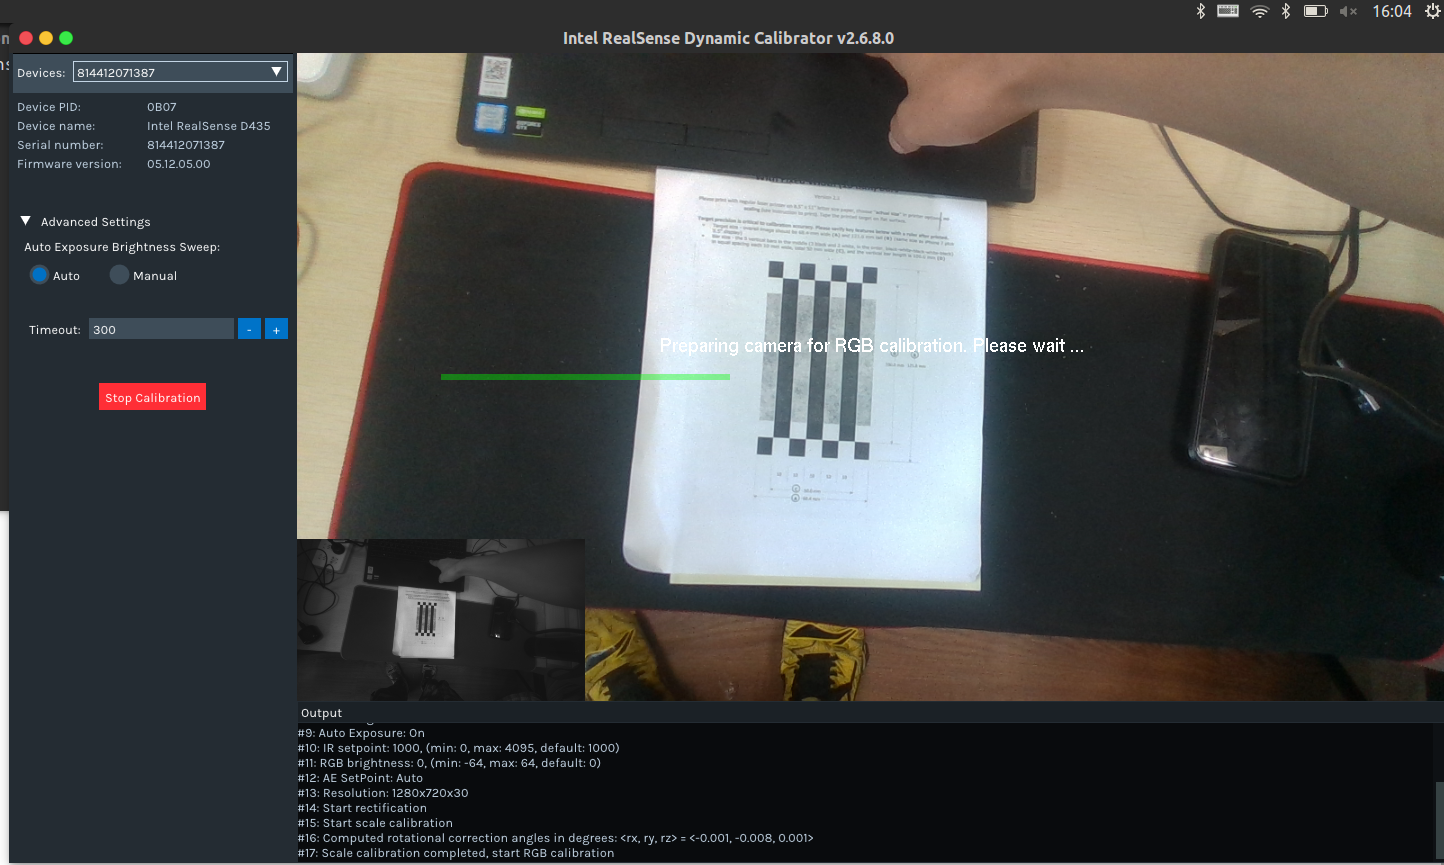 16:04
Intel RealSense Dynamic Calibrator v2.6.8.0
Devices: 814412071387
Device PID: 0B07
Device name: Intel RealSense D435
Serial number: 814412071387
Firmware version: 05.12.05.00
Advanced Settings
Auto Exposure Brightness Sweep:
Auto Manual
Timeout: 300 - +
Stop Calibration
Version 2.2
Preparing camera for RGB calibration. Please wait ...
Output
#9: Auto Exposure: On
#10: IR setpoint: 1000, (min: 0, max: 4095, default: 1000)
#11: RGB brightness: 0, (min: -64, max: 64, default: 0)
#12: AE SetPoint: Auto
#13: Resolution: 1280x720x30
#14: Start rectification
#15: Start scale calibration
#16: Computed rotational correction angles in degrees: <rx, ry, rz> = <-0.001, -0.008, 0.001>
#17: Scale calibration completed, start RGB calibration